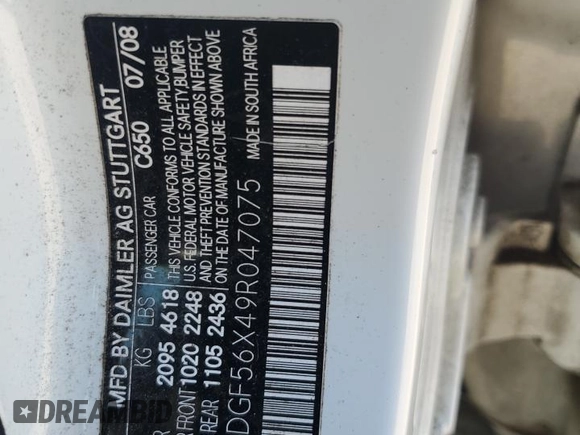 MFD BY DAIMLER AG STUTTGART
C650 07/08
KG LBS PASSENGER CAR
2095 4618 THIS VEHICLE CONFORMS TO ALL APPLICABLE
FRONT 1020 2248 U.S. FEDERAL MOTOR VEHICLE SAFETY, BUMPER
REAR 1105 2436 AND THEFT PREVENTION STANDARDS IN EFFECT
ON THE DATE OF MANUFACTURE SHOWN ABOVE
DGF56X49R047075 MADE IN SOUTH AFRICA
DREAMBID